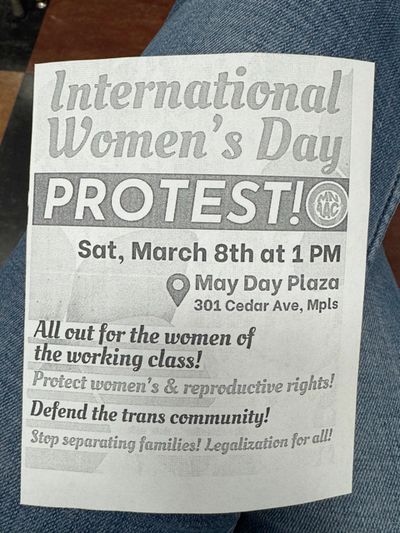 International
Women's Day
PROTEST!
Sat, March 8th at 1 PM
May Day Plaza
301 Cedar Ave, Mpls
All out for the women of
the working class!
Protect women's & reproductive rights!
Defend the trans community!
Stop separating families! Legalization for all!